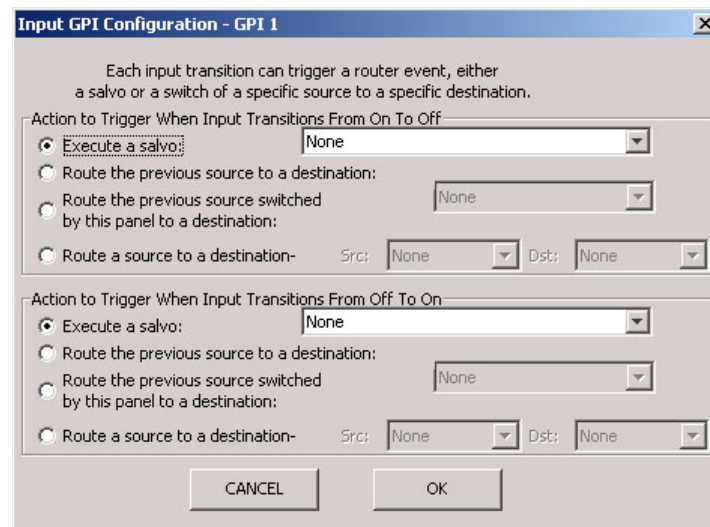 Input GPI Configuration - GPI 1
Each input transition can trigger a router event, either
a salvo or a switch of a specific source to a specific destination.
Action to Trigger When Input Transitions From On To Off
Execute a salvo: None
Route the previous source to a destination:
Route the previous source switched
by this panel to a destination:
None
Route a source to a destination- Src: None Dst: None
Action to Trigger When Input Transitions From Off To On
Execute a salvo: None
Route the previous source to a destination:
Route the previous source switched
by this panel to a destination:
None
Route a source to a destination- Src: None Dst: None
CANCEL OK